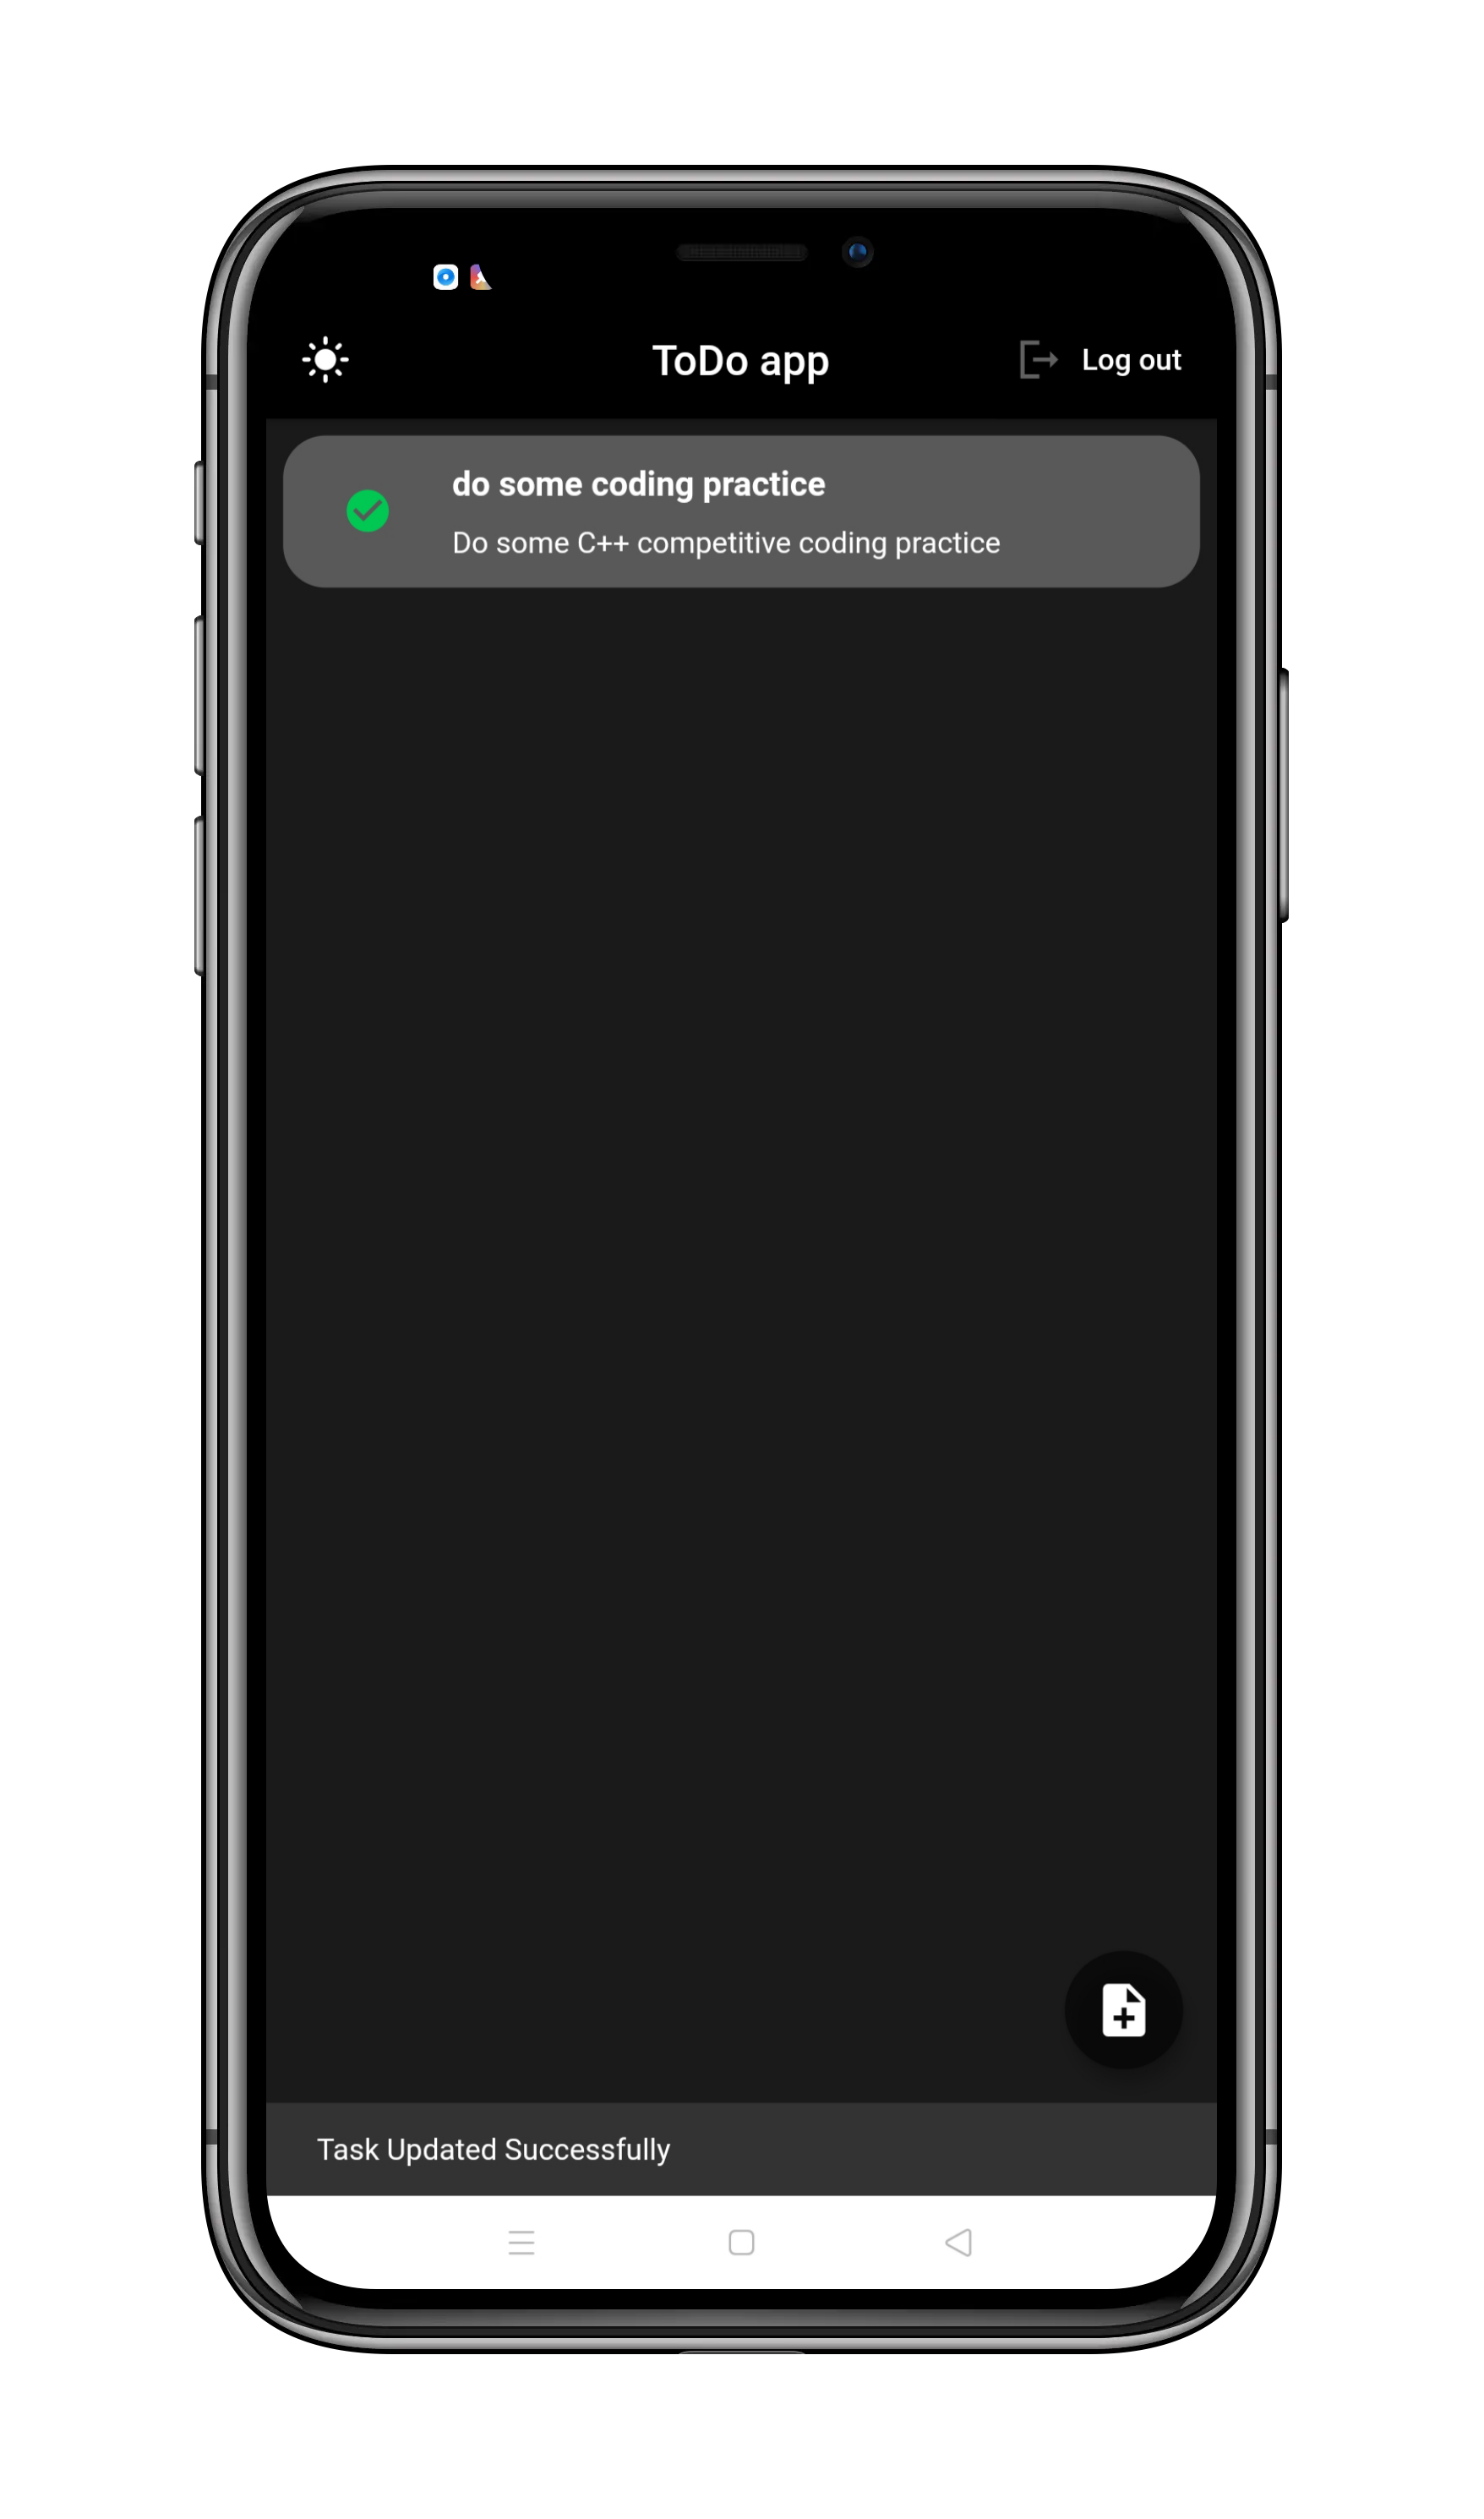 ToDo app
Log out
do some coding practice
Do some C++ competitive coding practice
Task Updated Successfully